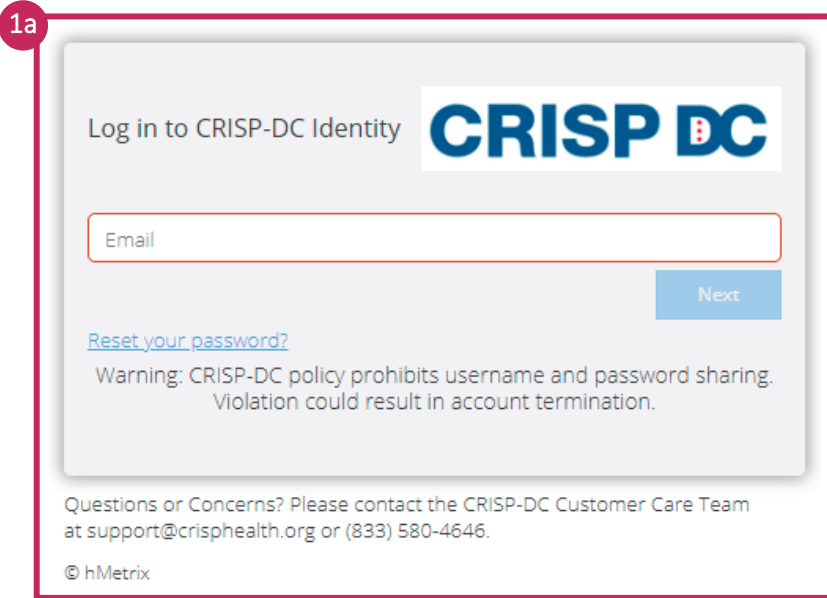 1a
Log in to CRISP-DC Identity
CRISP DC
Email
Next
Reset your password?
Warning: CRISP-DC policy prohibits username and password sharing.
Violation could result in account termination.
Questions or Concerns? Please contact the CRISP-DC Customer Care Team
at support@crisphealth.org or (833) 580-4646.
© hMetrix